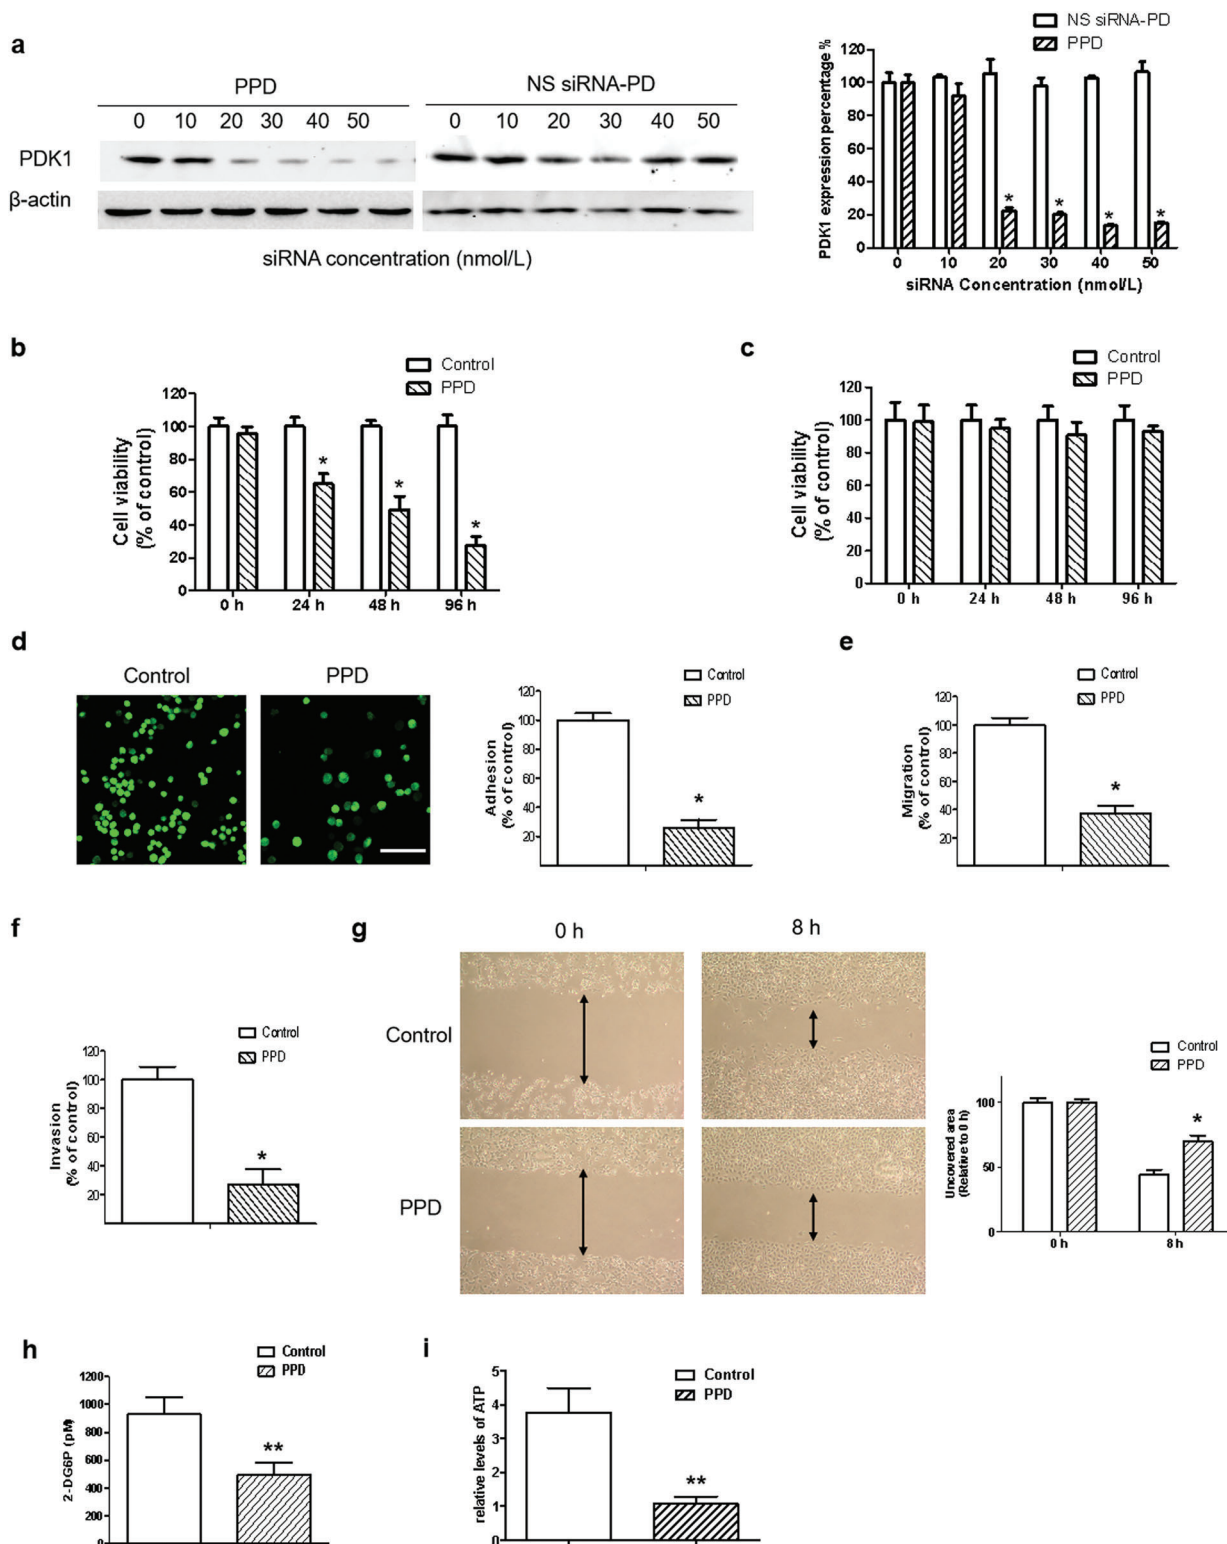 a
PPD
NS siRNA-PD
0 10 20 30 40 50
0 10 20 30 40 50
PDK1
β-actin
siRNA concentration (nmol/L)
NS siRNA-PD
PPD
PDK1 expression percentage %
120
100
80
60
40
20
0
* * * *
0 10 20 30 40 50
siRNA Concentration (nmol/L)
b
Control
PPD
Cell viability
(% of control)
120
100
80
60
40
20
0
* * *
0 h 24 h 48 h 96 h
c
Control
PPD
Cell viability
(% of control)
120
100
80
60
40
20
0
0 h 24 h 48 h 96 h
d
Control
PPD
Control
PPD
Adhesion
(% of control)
120
100
80
60
40
20
*
e
Control
PPD
Migration
(% of control)
120
100
80
60
40
20
*
f
Control
PPD
Invasion
(% of control)
120
100
80
60
40
20
*
g
0 h
8 h
Control
PPD
Control
PPD
Uncovered area
(Relative to 0 h)
100
50
0
*
0 h 8 h
h
Control
PPD
2-DG6P (pM)
1200
1000
800
600
400
200
0
**
i
Control
PPD
relative levels of ATP
5
4
3
2
1
0
**